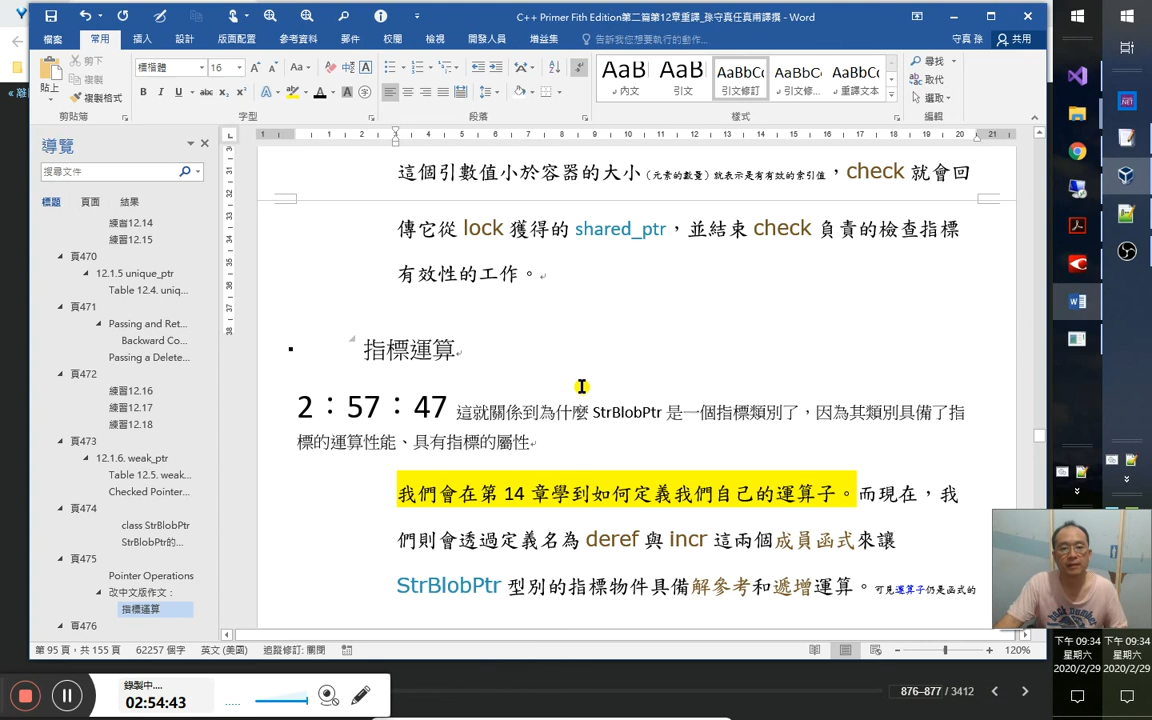 C++ Primer Fith Edition第二篇第12章重譯_孫守真任真甫譯撰 - Word
檔案 常用 插入 設計 版面配置 參考資料 郵件 校閱 檢視 開發人員 增益集 告訴我您想要執行的動作... 守真 孫 共用
貼上 剪下 複製 複製格式 剪貼簿
標楷體 16 字型
段落
AaB 內文 AaB 引文 AaBbCc 引文修訂 AaBbCc 引文修... AaBbCc 重譯文本 樣式
尋找 取代 選取 編輯
導覽
搜尋文件
標題 頁面 結果
練習12.14
練習12.15
頁470
12.1.5 unique_ptr
Table 12.4. uniq...
頁471
Passing and Ret...
Backward Co...
Passing a Delete...
頁472
練習12.16
練習12.17
練習12.18
頁473
12.1.6. weak_ptr
Table 12.5. weak...
Checked Pointer...
頁474
class StrBlobPtr
StrBlobPtr的...
頁475
Pointer Operations
改中文版作文：
指標運算
頁476
這個引數值小於容器的大小（元素的數量）就表示是有有效的索引值，check 就會回
傳它從 lock 獲得的 shared_ptr，並結束 check 負責的檢查指標
有效性的工作。
指標運算
2：57：47 這就關係到為什麼 StrBlobPtr 是一個指標類別了，因為其類別具備了指
標的運算性能、具有指標的屬性
我們會在第 14 章學到如何定義我們自己的運算子。而現在，我
們則會透過定義名為 deref 與 incr 這兩個成員函式來讓
StrBlobPtr 型別的指標物件具備解參考和遞增運算。可見運算子仍是函式的
第 95 頁，共 155 頁 62257 個字 英文 (美國) 追蹤修訂: 關閉 120%
錄製中....
02:54:43
876–877 / 3412
下午 09:34 下午 09:34
星期六 星期六
2020/2/29 2020/2/29